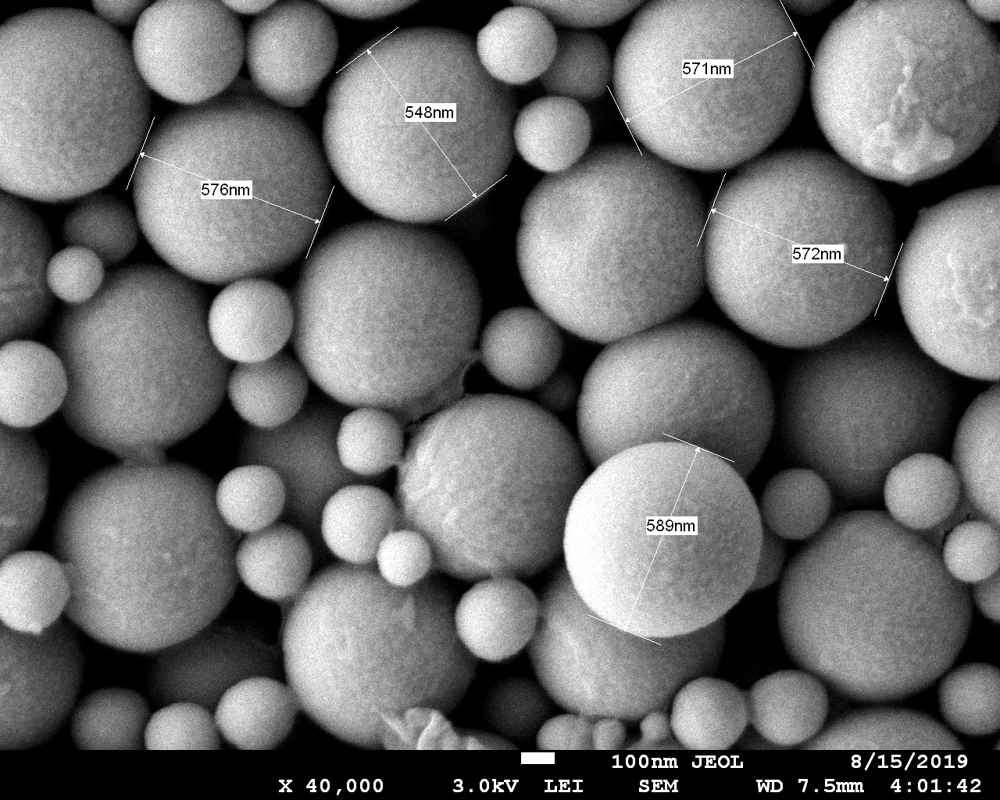 571nm
548nm
576nm
572nm
589nm
100nm JEOL 8/15/2019
X 40,000 3.0kV LEI SEM WD 7.5mm 4:01:42